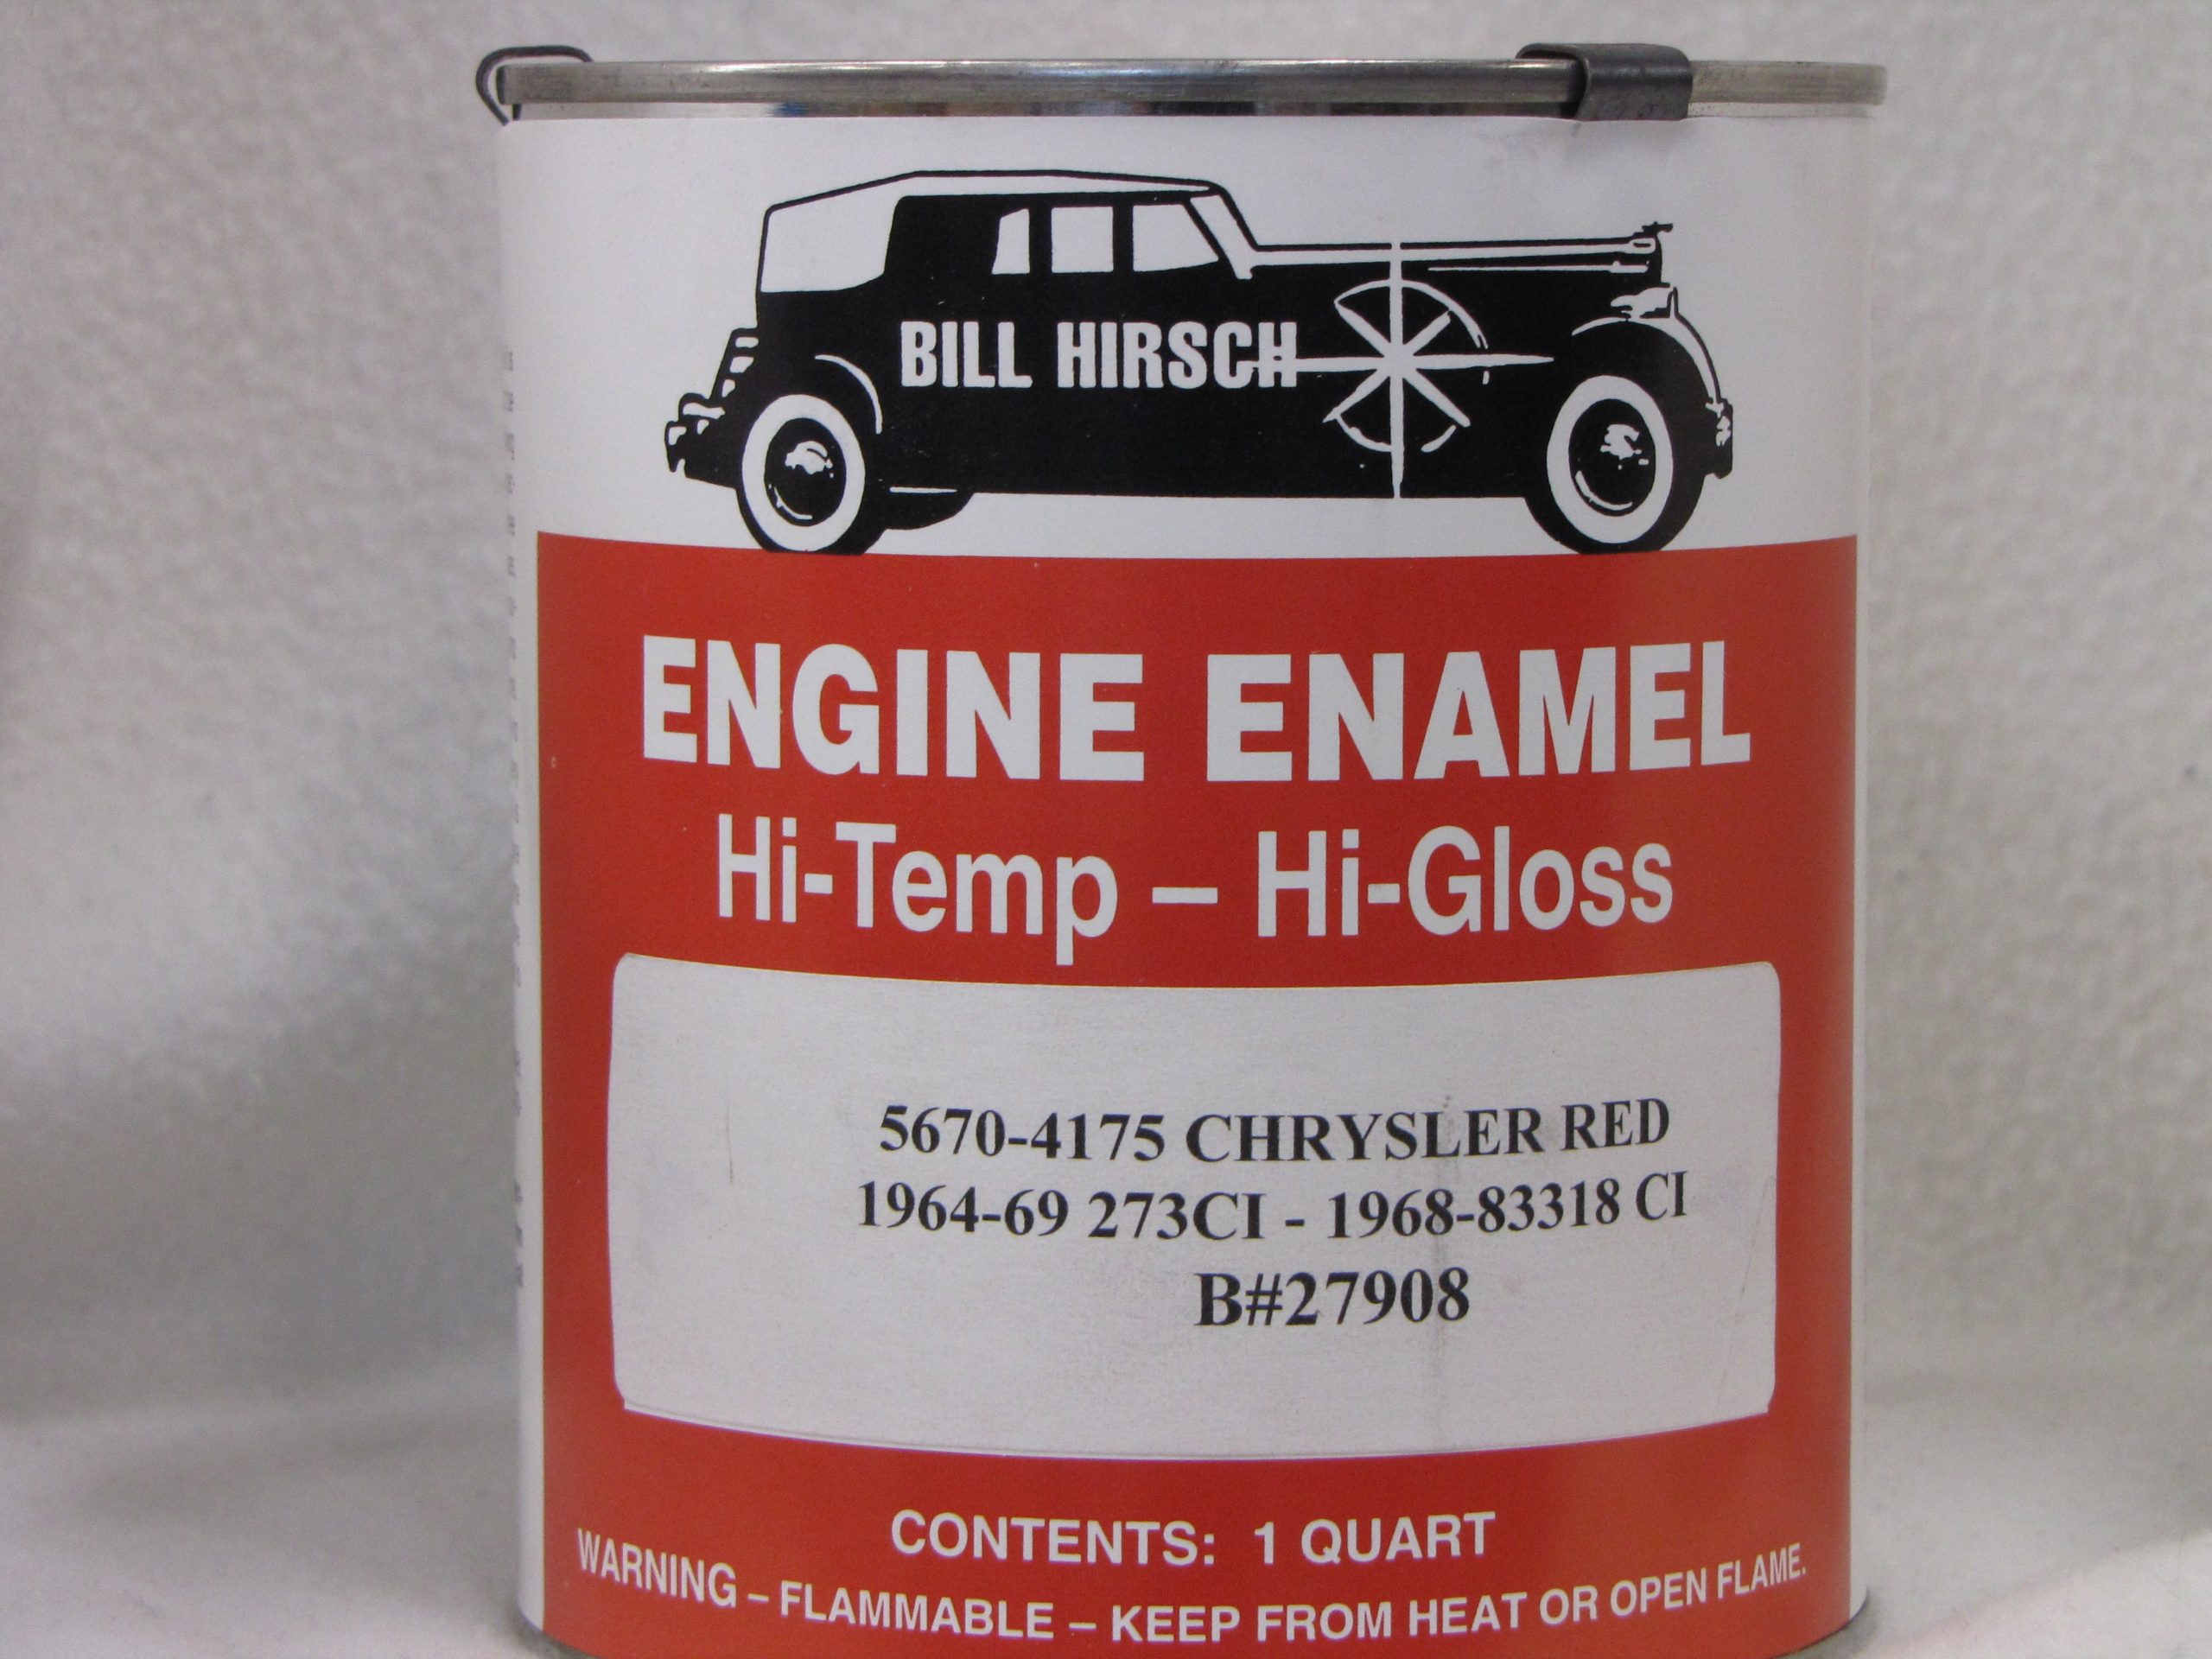 BILL HIRSCH
ENGINE ENAMEL
Hi-Temp – Hi-Gloss
5670-4175 CHRYSLER RED
1964-69 273CI - 1968-83318 CI
B#27908
CONTENTS: 1 QUART
WARNING – FLAMMABLE – KEEP FROM HEAT OR OPEN FLAME.